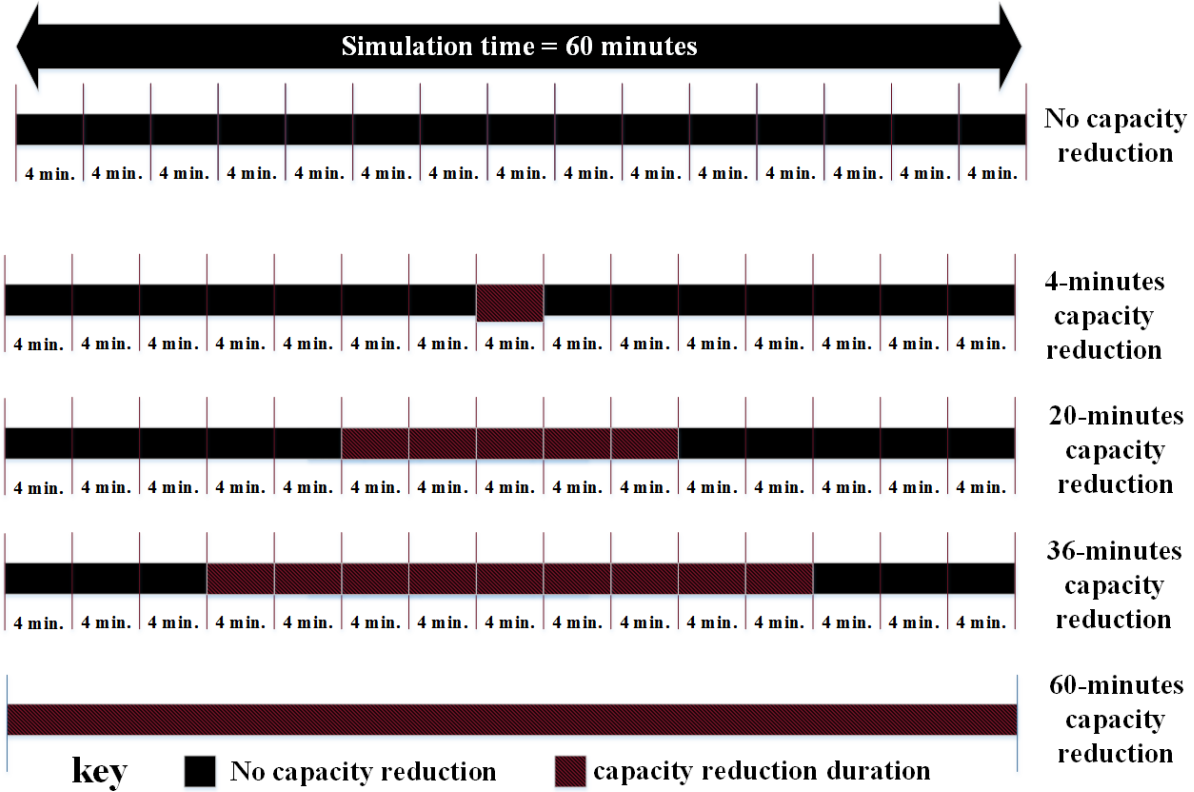 Simulation time = 60 minutes
No capacity
reduction
4 min. 4 min. 4 min. 4 min. 4 min. 4 min. 4 min. 4 min. 4 min. 4 min. 4 min. 4 min. 4 min. 4 min. 4 min.
4-minutes
capacity
reduction
4 min. 4 min. 4 min. 4 min. 4 min. 4 min. 4 min. 4 min. 4 min. 4 min. 4 min. 4 min. 4 min. 4 min. 4 min.
20-minutes
capacity
reduction
4 min. 4 min. 4 min. 4 min. 4 min. 4 min. 4 min. 4 min. 4 min. 4 min. 4 min. 4 min. 4 min. 4 min. 4 min.
36-minutes
capacity
reduction
4 min. 4 min. 4 min. 4 min. 4 min. 4 min. 4 min. 4 min. 4 min. 4 min. 4 min. 4 min. 4 min. 4 min. 4 min.
60-minutes
capacity
reduction
key No capacity reduction capacity reduction duration